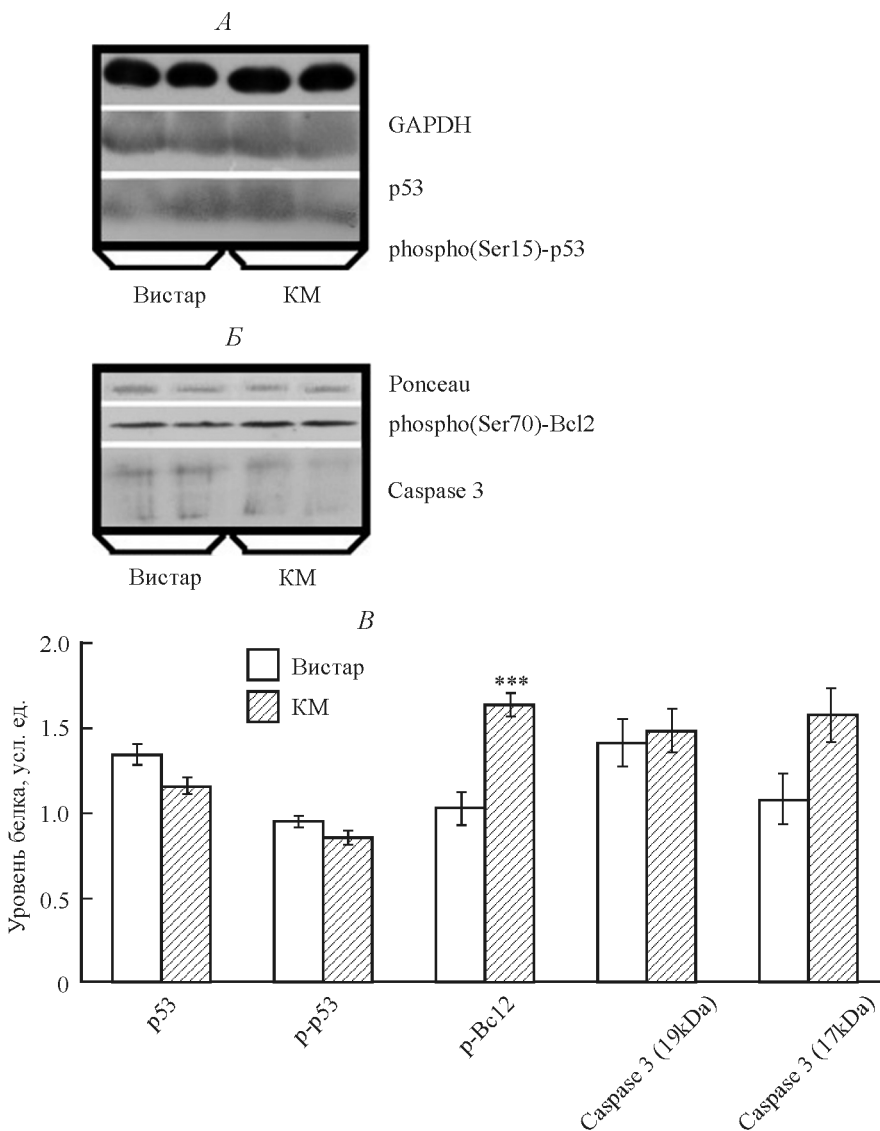 А
GAPDH
p53
phospho(Ser15)-p53
Вистар КМ
Б
Ponceau
phospho(Ser70)-Bcl2
Caspase 3
Вистар КМ
В
Уровень белка, усл. ед.
2.0
1.5
1.0
0.5
0
Вистар
КМ
***
p53
p-p53
p-Bc12
Caspase 3 (19kDa)
Caspase 3 (17kDa)